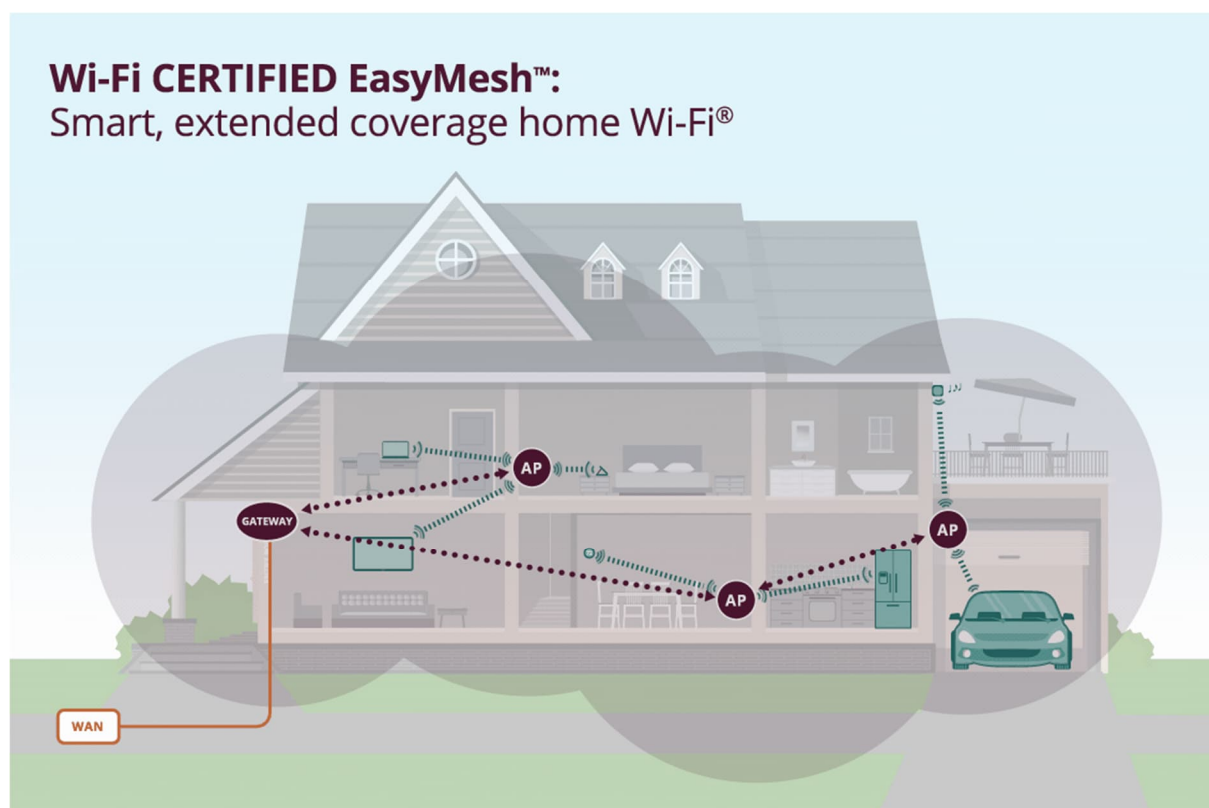 Wi-Fi CERTIFIED EasyMesh™:
Smart, extended coverage home Wi-Fi®
AP
GATEWAY
AP
AP
WAN